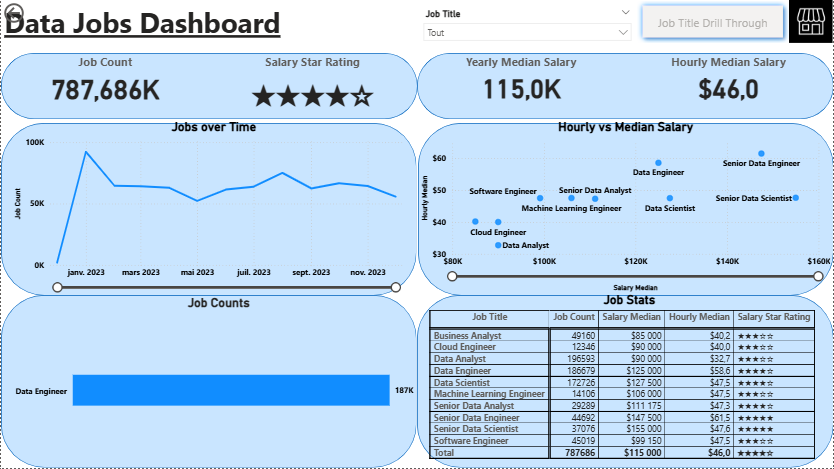 Data Jobs Dashboard
Job Title
Tout
Job Title Drill Through
Job Count
787,686K
Salary Star Rating
★★★★☆
Yearly Median Salary
115,0K
Hourly Median Salary
$46,0
Jobs over Time
Job Count
100K
50K
0K
janv. 2023 mars 2023 mai 2023 juil. 2023 sept. 2023 nov. 2023
Hourly vs Median Salary
Hourly Median
$60
$50
$40
$30
Senior Data Engineer
Data Engineer
Software Engineer
Senior Data Analyst
Senior Data Scientist
Machine Learning Engineer
Data Scientist
Cloud Engineer
Data Analyst
$80K $100K $120K $140K $160K
Salary Median
Job Counts
Data Engineer 187K
Job Stats
Job Title Job Count Salary Median Hourly Median Salary Star Rating
Business Analyst 49160 $85 000 $40,2 ★★★☆☆
Cloud Engineer 12346 $90 000 $40,0 ★★★☆☆
Data Analyst 196593 $90 000 $32,7 ★★★☆☆
Data Engineer 186679 $125 000 $58,6 ★★★★☆
Data Scientist 172726 $127 500 $47,5 ★★★★☆
Machine Learning Engineer 14106 $106 000 $47,5 ★★★☆☆
Senior Data Analyst 29289 $111 175 $47,3 ★★★★☆
Senior Data Engineer 44692 $147 500 $61,5 ★★★★★
Senior Data Scientist 37076 $155 000 $47,6 ★★★★★
Software Engineer 45019 $99 150 $47,5 ★★★☆☆
Total 787686 $115 000 $46,0 ★★★★☆